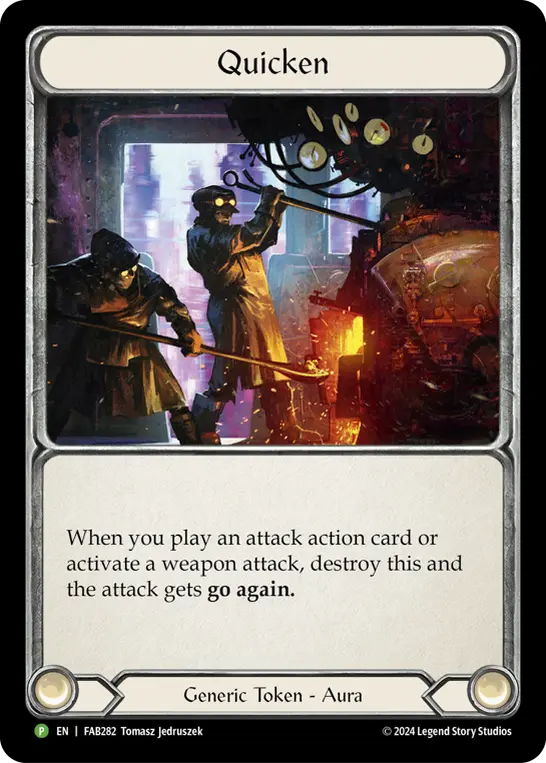 Quicken
When you play an attack action card or
activate a weapon attack, destroy this and
the attack gets go again.
Generic Token - Aura
P EN | FAB282 Tomasz Jedruszek
© 2024 Legend Story Studios